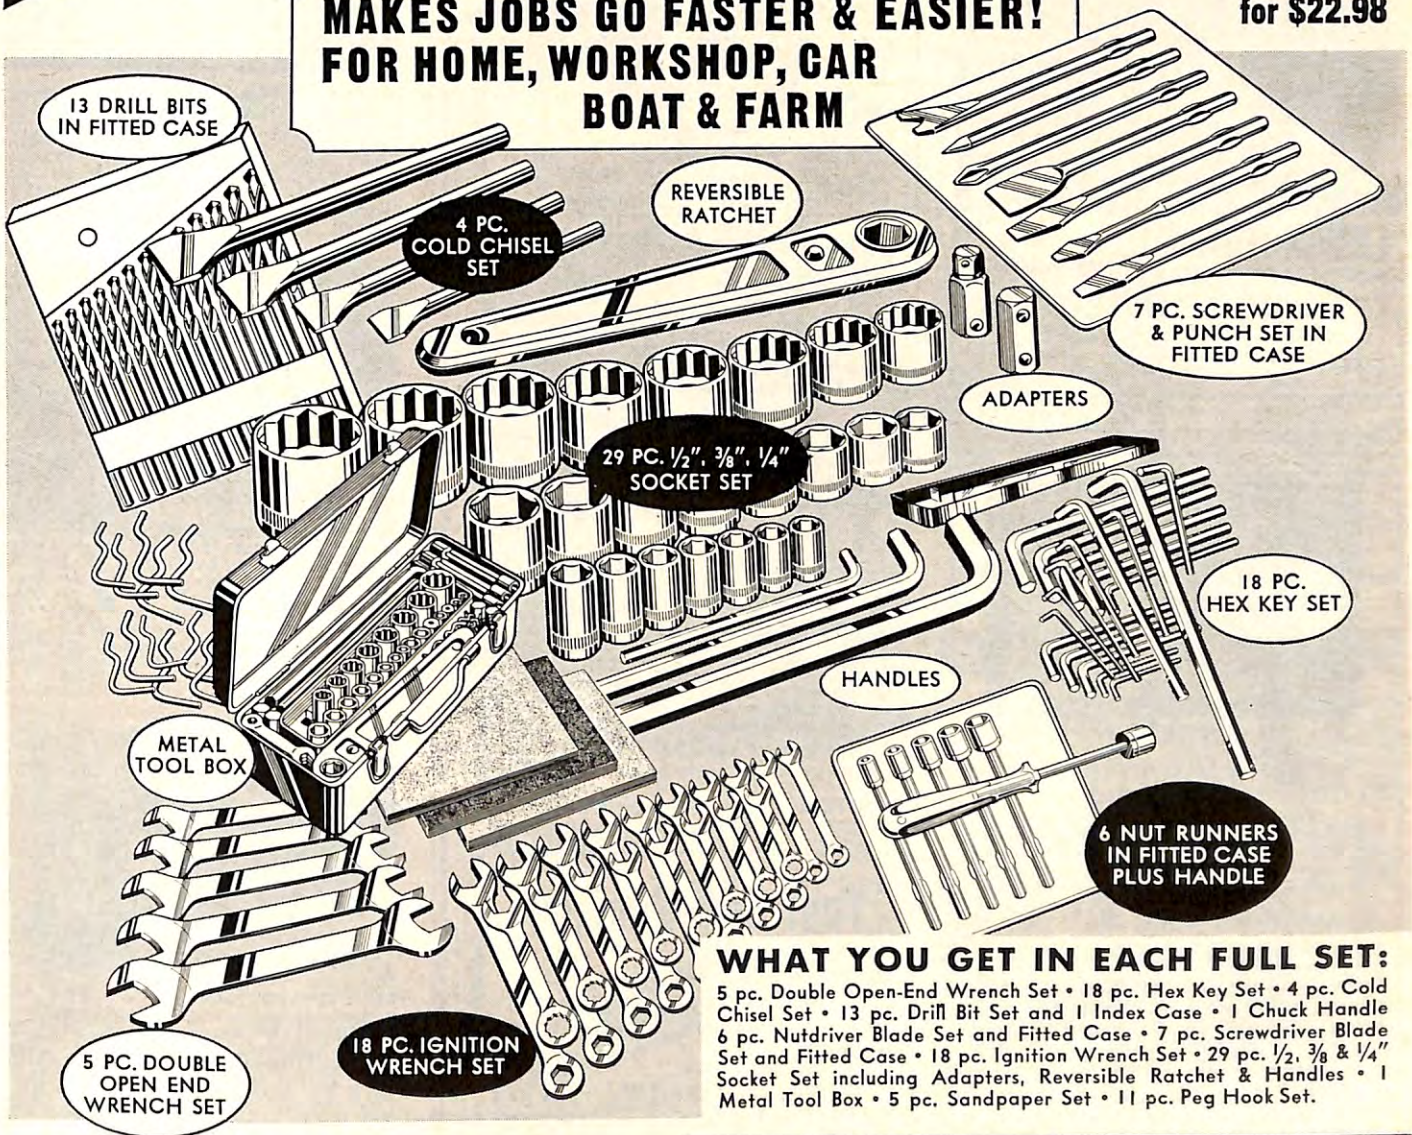 MAKES JOBS GO FASTER & EASIER!
FOR HOME, WORKSHOP, CAR
BOAT & FARM
for $22.98
13 DRILL BITS
IN FITTED CASE
4 PC.
COLD CHISEL
SET
REVERSIBLE
RATCHET
7 PC. SCREWDRIVER
& PUNCH SET IN
FITTED CASE
ADAPTERS
29 PC. 1/2", 3/8", 1/4"
SOCKET SET
18 PC.
HEX KEY SET
HANDLES
METAL
TOOL BOX
6 NUT RUNNERS
IN FITTED CASE
PLUS HANDLE
18 PC. IGNITION
WRENCH SET
5 PC. DOUBLE
OPEN END
WRENCH SET
WHAT YOU GET IN EACH FULL SET:
5 pc. Double Open-End Wrench Set • 18 pc. Hex Key Set • 4 pc. Cold
Chisel Set • 13 pc. Drill Bit Set and 1 Index Case • 1 Chuck Handle
6 pc. Nutdriver Blade Set and Fitted Case • 7 pc. Screwdriver Blade
Set and Fitted Case • 18 pc. Ignition Wrench Set • 29 pc. 1/2, 3/8 & 1/4"
Socket Set including Adapters, Reversible Ratchet & Handles • 1
Metal Tool Box • 5 pc. Sandpaper Set • 11 pc. Peg Hook Set.